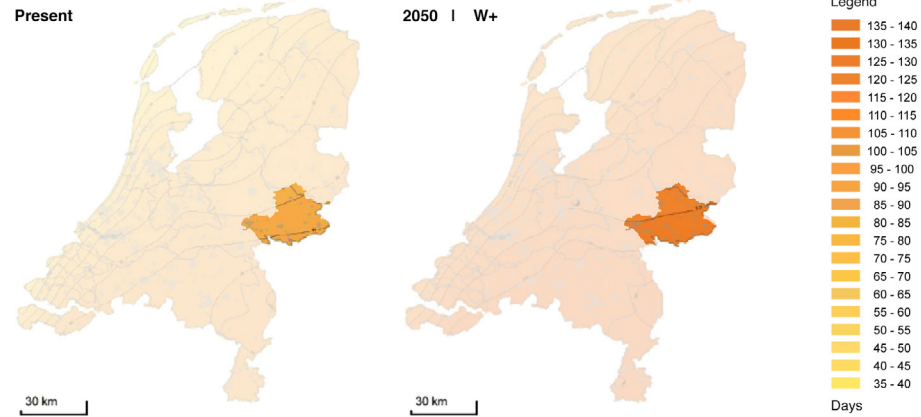 Present
2050 | W+
Legend
135 - 140
130 - 135
125 - 130
120 - 125
115 - 120
110 - 115
105 - 110
100 - 105
95 - 100
90 - 95
85 - 90
80 - 85
75 - 80
70 - 75
65 - 70
60 - 65
55 - 60
50 - 55
45 - 50
40 - 45
35 - 40
Days
30 km
30 km